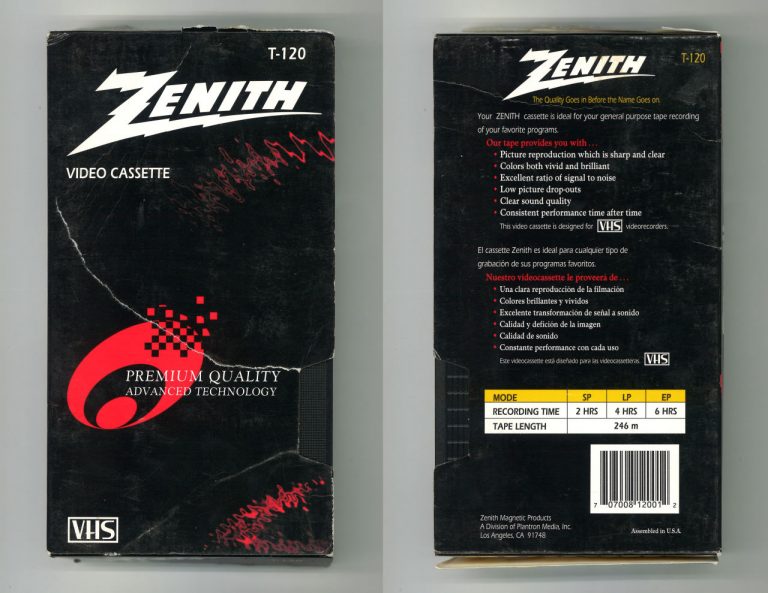 T-120
ZENITH
VIDEO CASSETTE
PREMIUM QUALITY
ADVANCED TECHNOLOGY
VHS
ZENITH
T-120
The Quality Goes in Before the Name Goes on.
Your ZENITH cassette is ideal for your general purpose tape recording
of your favorite programs.
Our tape provides you with . . .
• Picture reproduction which is sharp and clear
• Colors both vivid and brilliant
• Excellent ratio of signal to noise
• Low picture drop-outs
• Clear sound quality
• Consistent performance time after time
This video cassette is designed for VHS videorecorders.
El cassette Zenith es ideal para cualquier tipo de
grabación de sus programas favoritos.
Nuestro videocassette le proveerá de . . .
• Una clara reproducción de la filmación
• Colores brillantes y vividos
• Excelente transformación de señal a sonido
• Calidad y defición de la imagen
• Calidad de sonido
• Constante performance con cada uso
Este videocassette está diseñado para las videocassetteras. VHS
MODE SP LP EP
RECORDING TIME 2 HRS 4 HRS 6 HRS
TAPE LENGTH 246 m
7 07008 12001 2
Zenith Magnetic Products
A Division of Plantron Media, Inc.
Los Angeles, CA 91748
Assembled in U.S.A.